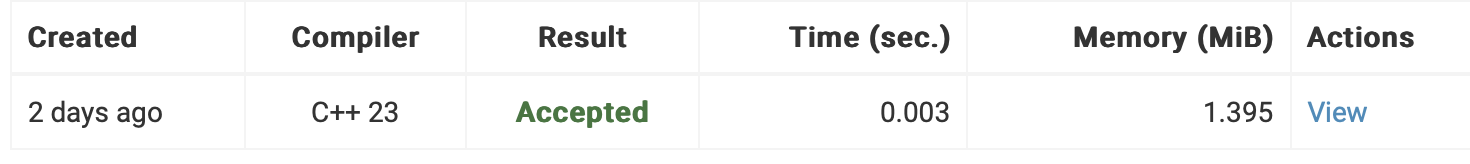 Created Compiler Result Time (sec.) Memory (MiB) Actions
2 days ago C++ 23 Accepted 0.003 1.395 View